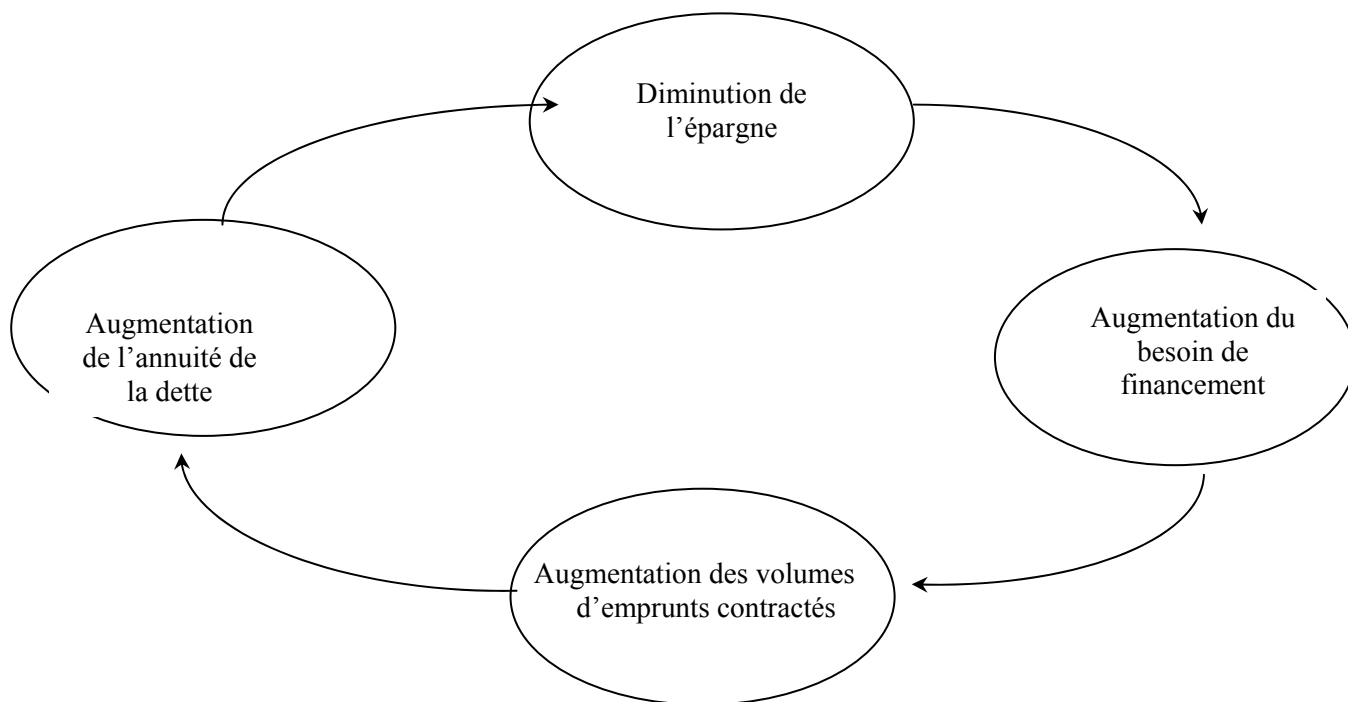 Diminution de
l’épargne
Augmentation du
besoin de
financement
Augmentation des volumes
d’emprunts contractés
Augmentation
de l’annuité de
la dette